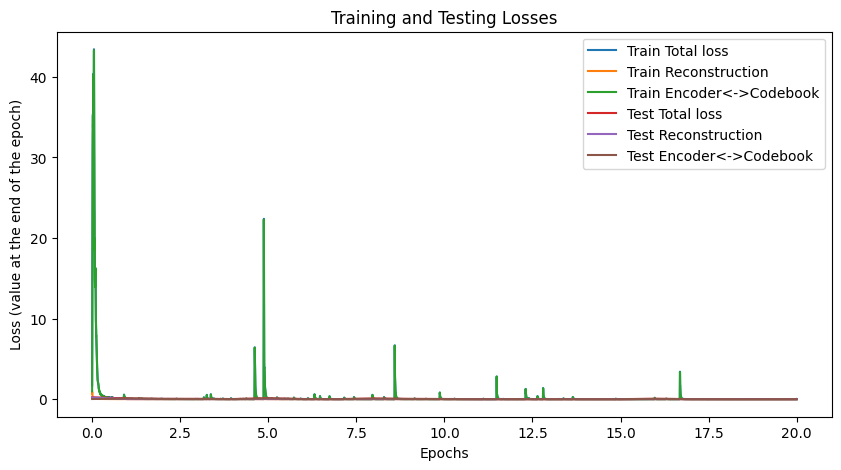 Training and Testing Losses
Train Total loss
Train Reconstruction
Train Encoder<->Codebook
Test Total loss
Test Reconstruction
Test Encoder<->Codebook
Loss (value at the end of the epoch)
40
30
20
10
0
0.0 2.5 5.0 7.5 10.0 12.5 15.0 17.5 20.0
Epochs